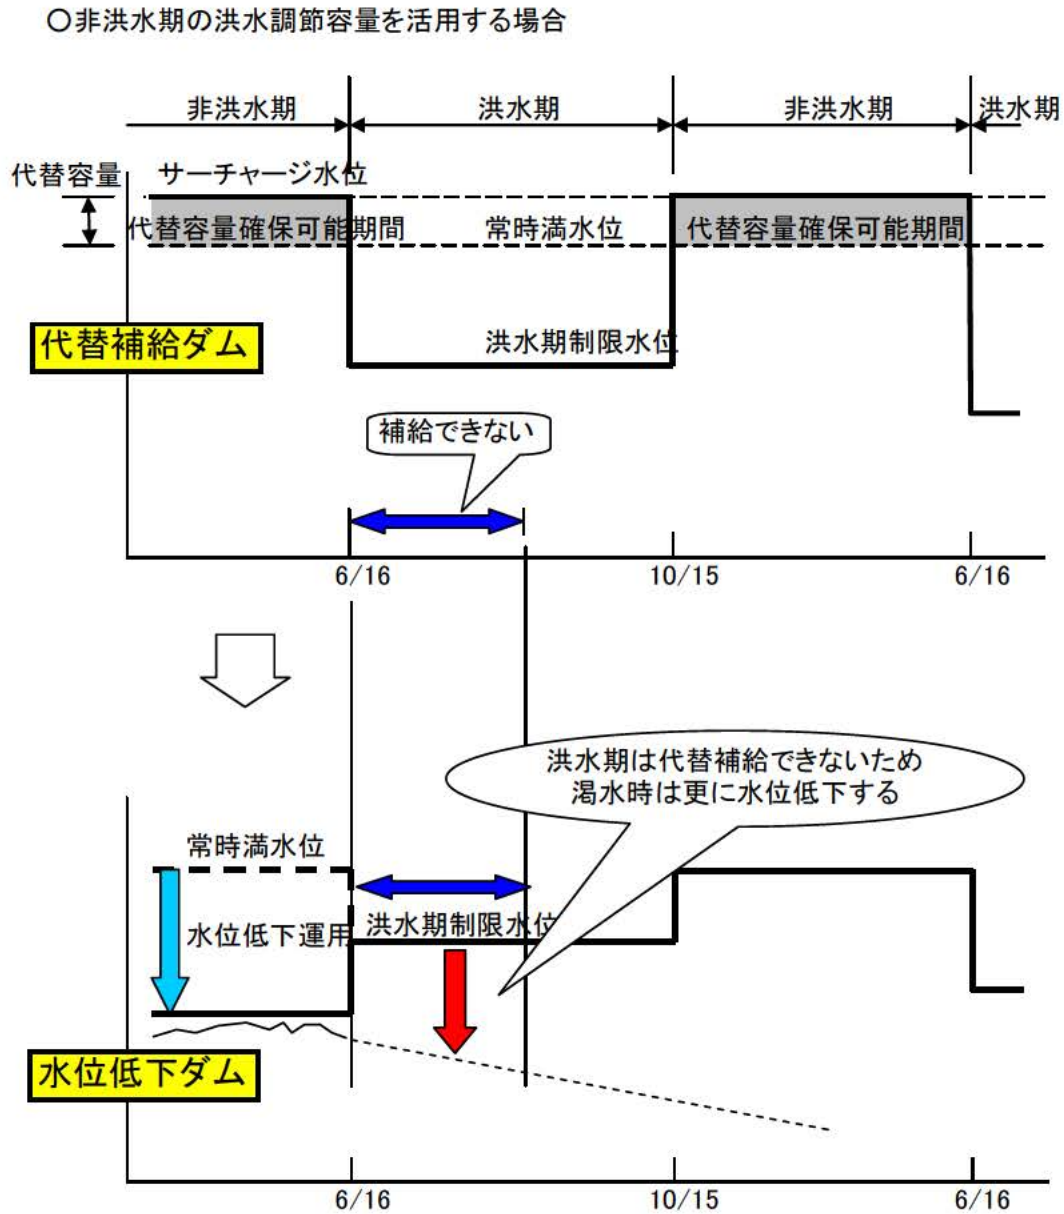 〇非洪水期の洪水調節容量を活用する場合
非洪水期
洪水期
非洪水期
洪水期
代替容量
サーチャージ水位
代替容量確保可能期間
常時満水位
代替容量確保可能期間
代替補給ダム
洪水期制限水位
補給できない
6/16
10/15
6/16
洪水期は代替補給できないため
渇水時は更に水位低下する
常時満水位
水位低下運用
洪水期制限水位
水位低下ダム
6/16
10/15
6/16